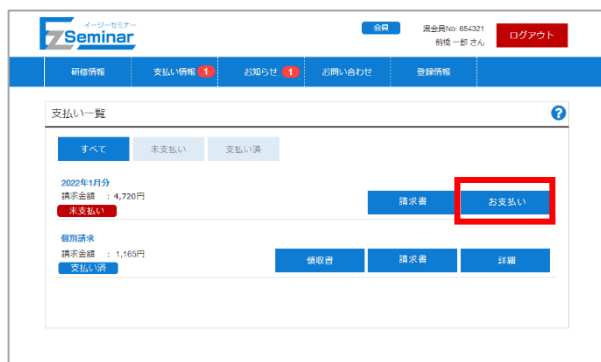 イージーセミナー
EZ Seminar
会員
県会員No: 654321
前橋 一郎 さん
ログアウト
研修情報
支払い情報 1
お知らせ 1
お問い合わせ
登録情報
支払い一覧
?
すべて
未支払い
支払い済
2022年1月分
請求金額 : 4,720円
未支払い
請求書
お支払い
個別請求
請求金額 : 1,165円
支払い済
領収書
請求書
詳細